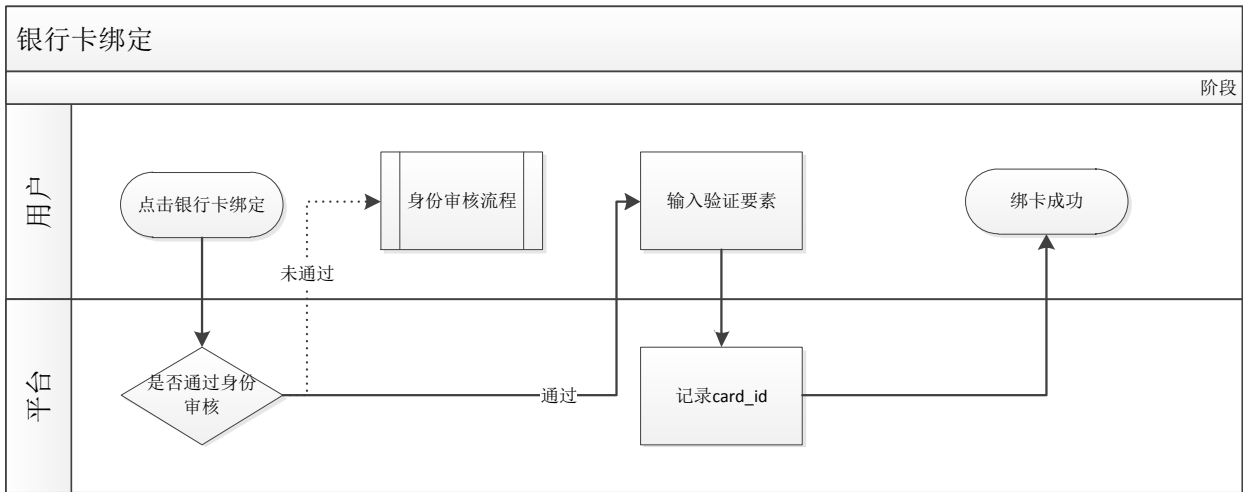 银行卡绑定
阶段
用户
点击银行卡绑定
身份审核流程
输入验证要素
绑卡成功
未通过
平台
是否通过身份
审核
通过
记录card_id